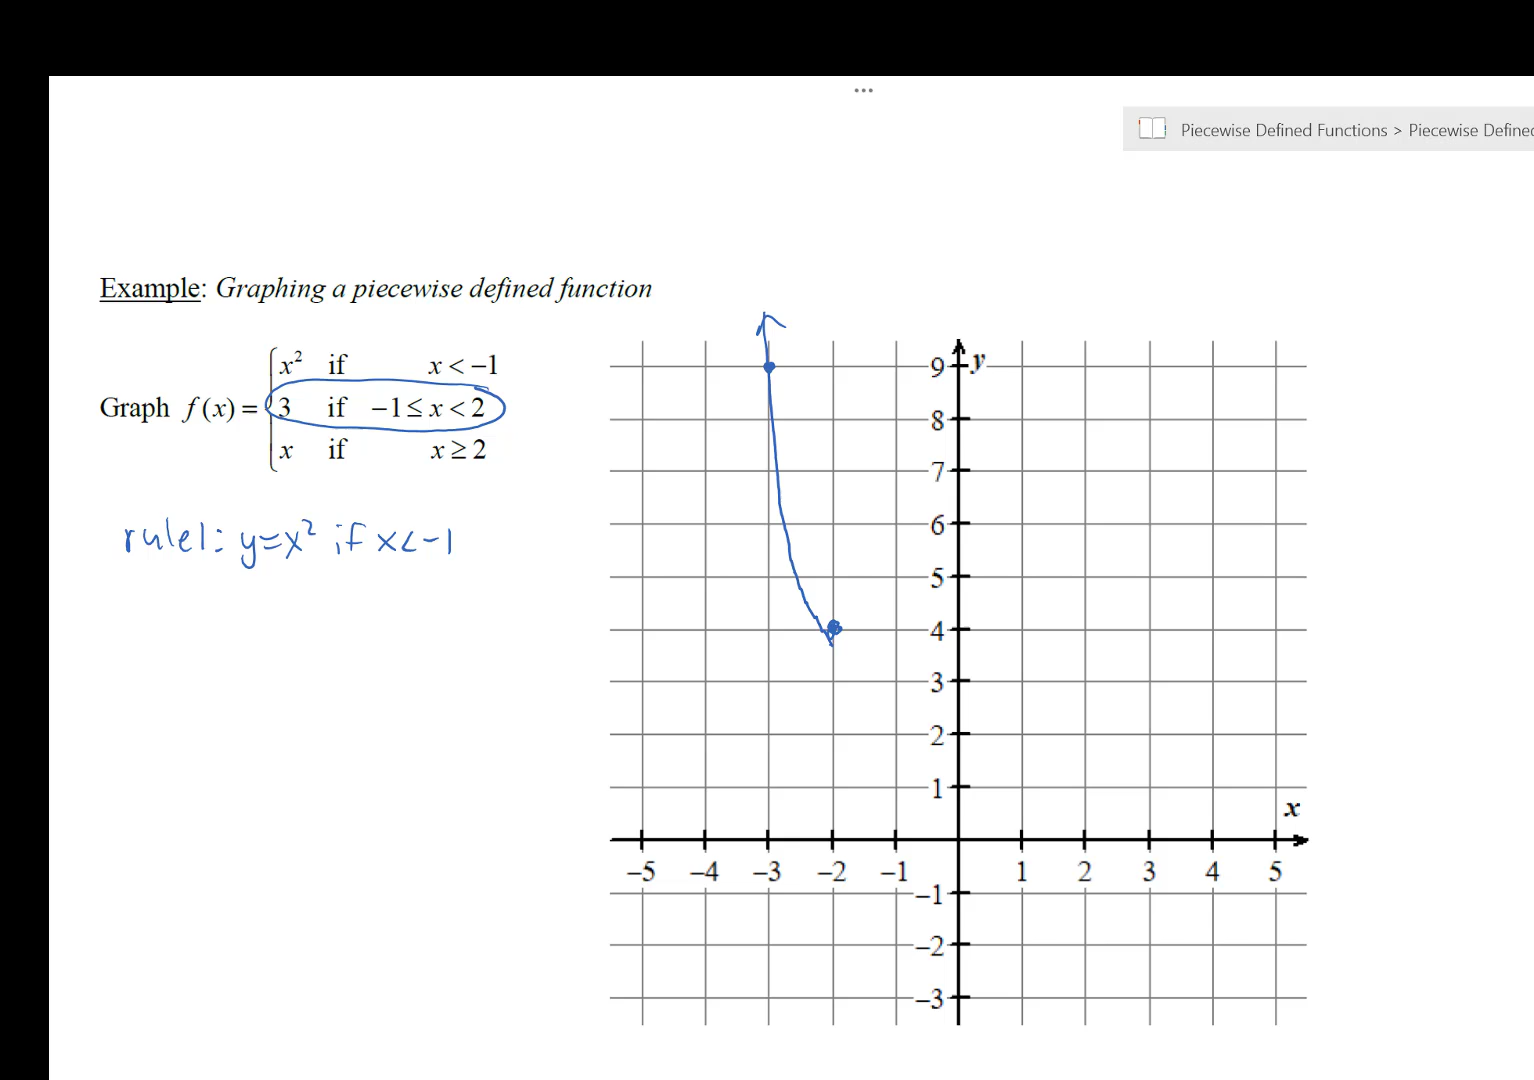 •••
Piecewise Defined Functions > Piecewise Defined
Example: Graphing a piecewise defined function
x² if x < −1
Graph f(x) = 3 if −1 ≤ x < 2
x if x ≥ 2
rule1: y=x² if x<-1
y
9
8
7
6
5
4
3
2
1
x
−5 −4 −3 −2 −1 1 2 3 4 5
−1
−2
−3